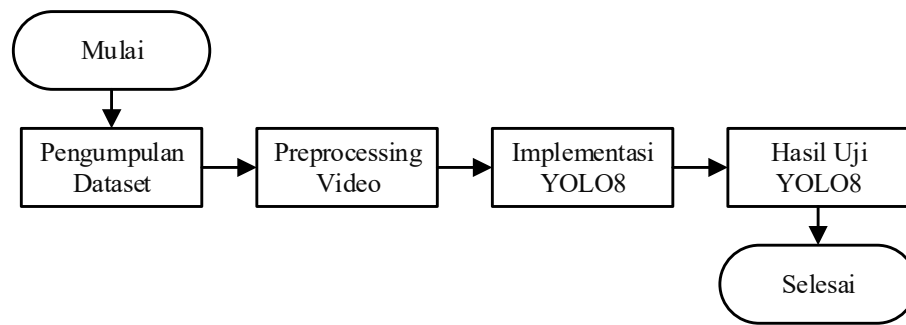 Mulai
Pengumpulan
Dataset
Preprocessing
Video
Implementasi
YOLO8
Hasil Uji
YOLO8
Selesai